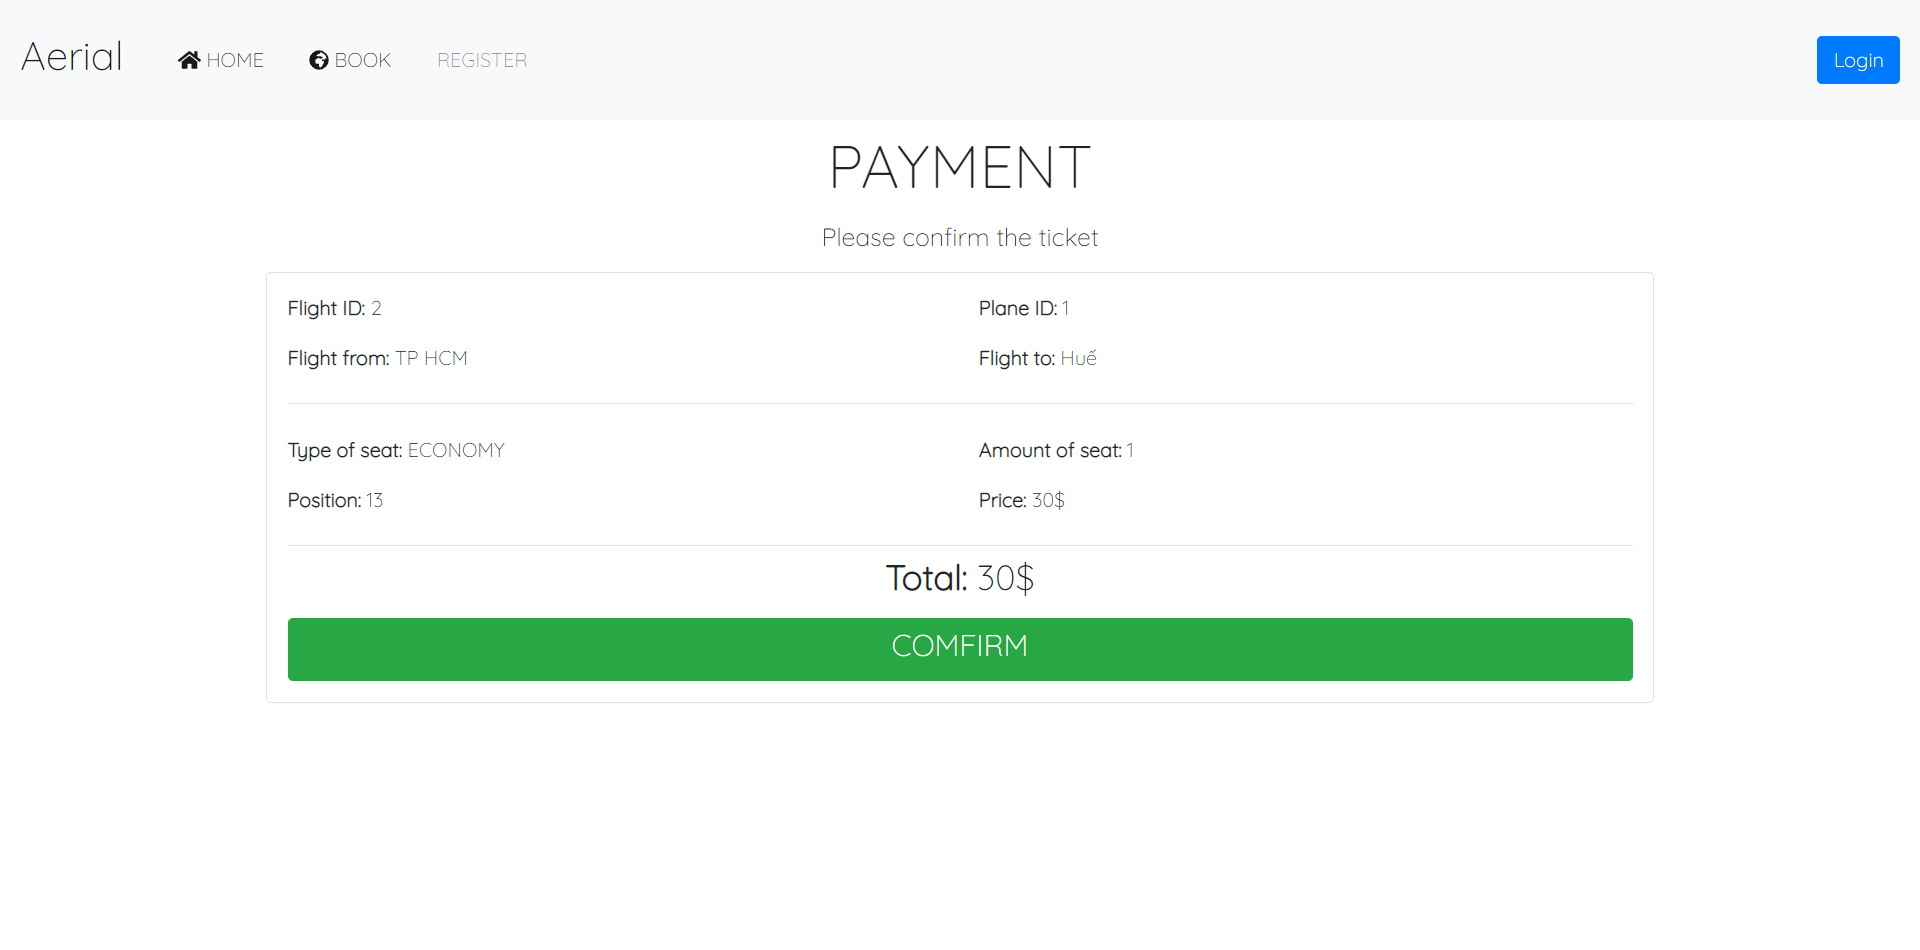 Aerial HOME BOOK REGISTER Login
PAYMENT
Please confirm the ticket
Flight ID: 2 Plane ID: 1
Flight from: TP HCM Flight to: Huế
Type of seat: ECONOMY Amount of seat: 1
Position: 13 Price: 30$
Total: 30$
COMFIRM